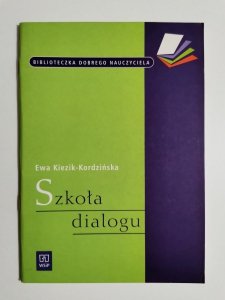 BIBLIOTECZKA DOBREGO NAUCZYCIELA
Ewa Kiezik-Kordzińska
Szkoła
dialogu
WSiP